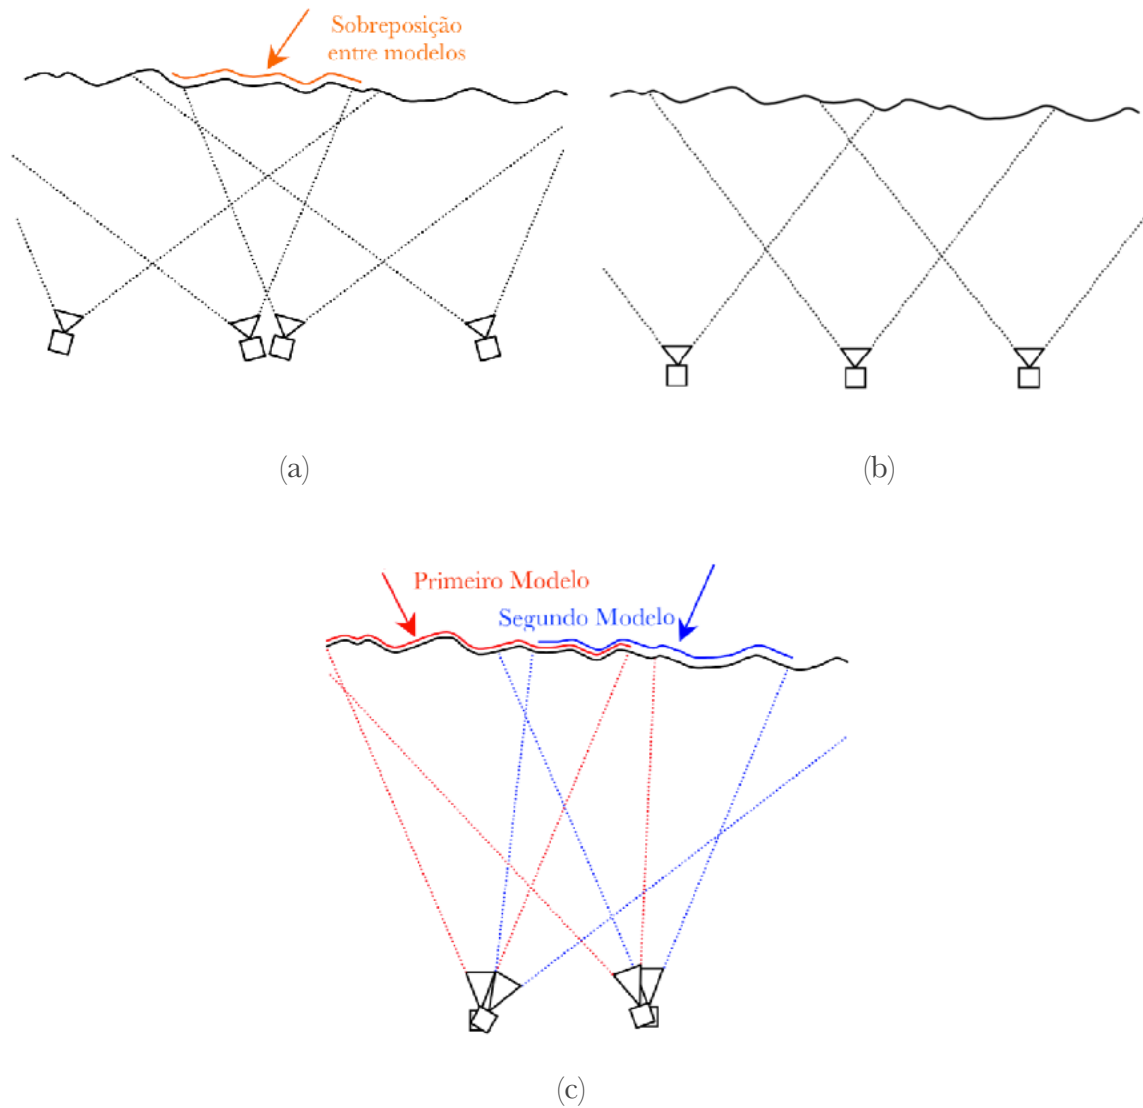 Sobreposição
entre modelos
(a)
(b)
Primeiro Modelo
Segundo Modelo
(c)